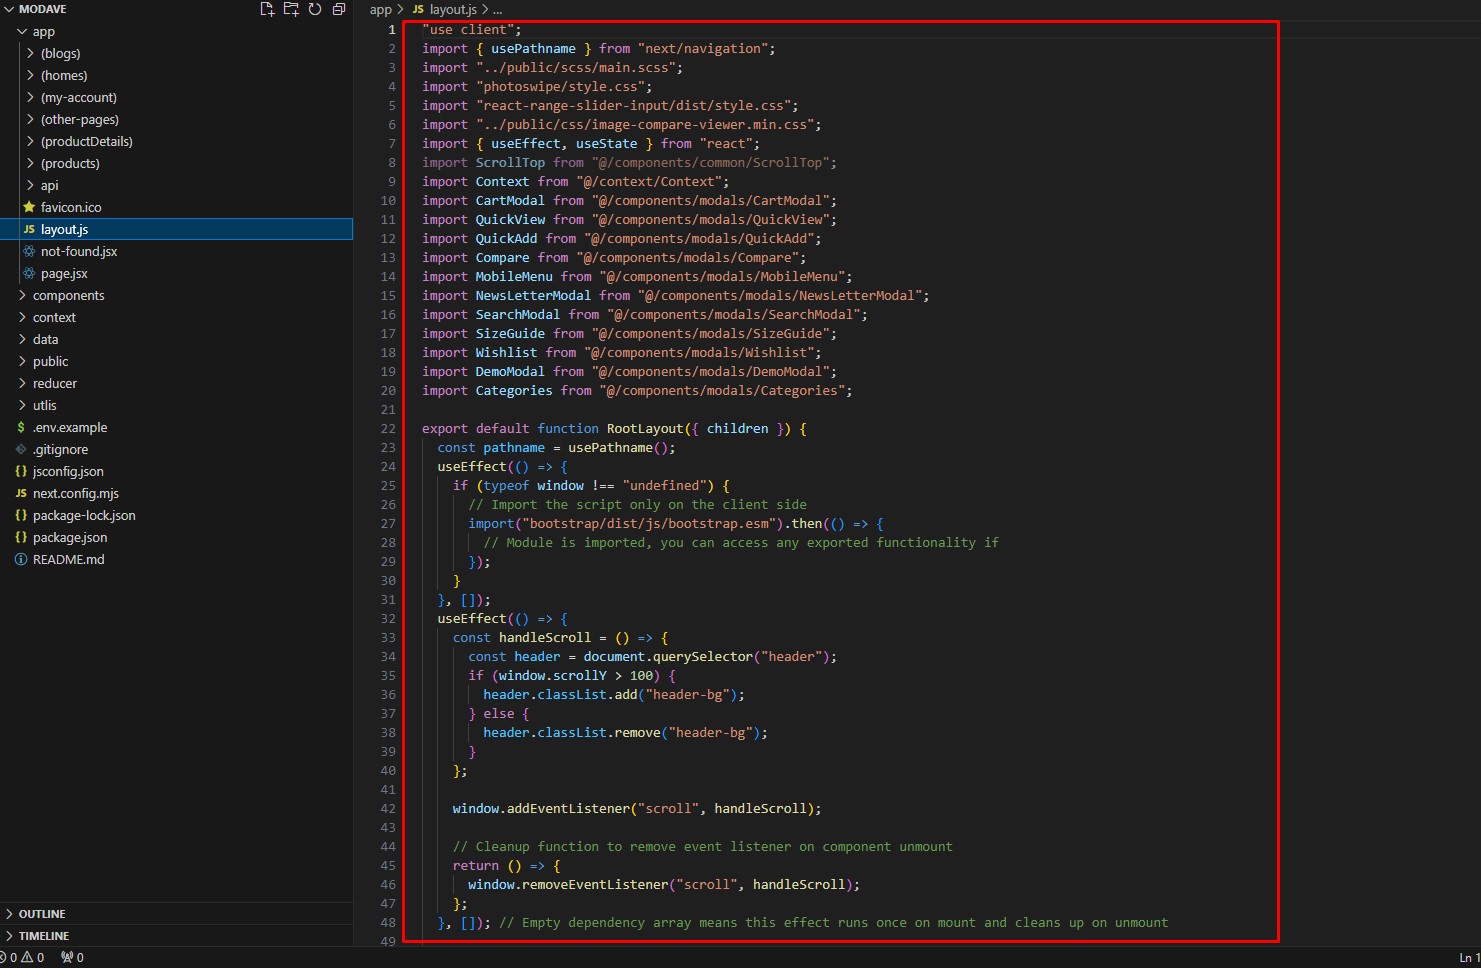 MODAVE
app
(blogs)
(homes)
(my-account)
(other-pages)
(productDetails)
(products)
api
favicon.ico
JS layout.js
not-found.jsx
page.jsx
components
context
data
public
reducer
utlis
$ .env.example
.gitignore
{} jsconfig.json
JS next.config.mjs
{} package-lock.json
{} package.json
README.md
OUTLINE
TIMELINE
0 0 0
app > JS layout.js > ...
1 "use client";
2 import { usePathname } from "next/navigation";
3 import "../public/scss/main.scss";
4 import "photoswipe/style.css";
5 import "react-range-slider-input/dist/style.css";
6 import "../public/css/image-compare-viewer.min.css";
7 import { useEffect, useState } from "react";
8 import ScrollTop from "@/components/common/ScrollTop";
9 import Context from "@/context/Context";
10 import CartModal from "@/components/modals/CartModal";
11 import QuickView from "@/components/modals/QuickView";
12 import QuickAdd from "@/components/modals/QuickAdd";
13 import Compare from "@/components/modals/Compare";
14 import MobileMenu from "@/components/modals/MobileMenu";
15 import NewsLetterModal from "@/components/modals/NewsLetterModal";
16 import SearchModal from "@/components/modals/SearchModal";
17 import SizeGuide from "@/components/modals/SizeGuide";
18 import Wishlist from "@/components/modals/Wishlist";
19 import DemoModal from "@/components/modals/DemoModal";
20 import Categories from "@/components/modals/Categories";
21
22 export default function RootLayout({ children }) {
23 const pathname = usePathname();
24 useEffect(() => {
25 if (typeof window !== "undefined") {
26 // Import the script only on the client side
27 import("bootstrap/dist/js/bootstrap.esm").then(() => {
28 // Module is imported, you can access any exported functionality if
29 });
30 }
31 }, []);
32 useEffect(() => {
33 const handleScroll = () => {
34 const header = document.querySelector("header");
35 if (window.scrollY > 100) {
36 header.classList.add("header-bg");
37 } else {
38 header.classList.remove("header-bg");
39 }
40 };
41
42 window.addEventListener("scroll", handleScroll);
43
44 // Cleanup function to remove event listener on component unmount
45 return () => {
46 window.removeEventListener("scroll", handleScroll);
47 };
48 }, []); // Empty dependency array means this effect runs once on mount and cleans up on unmount
49
Ln 1